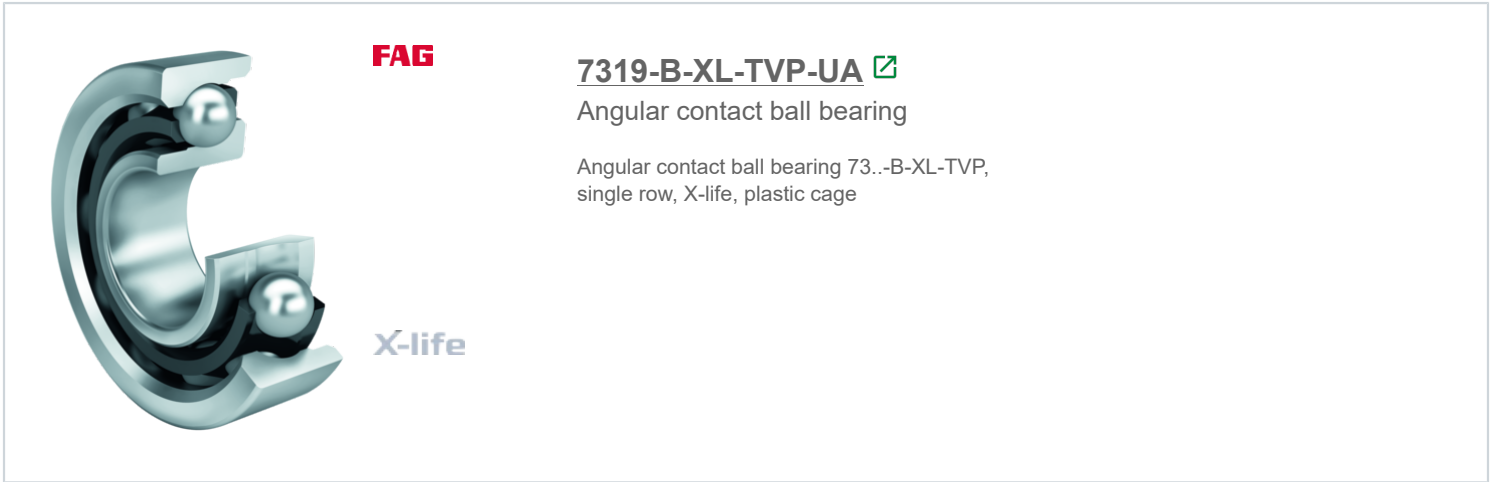 FAG
7319-B-XL-TVP-UA
Angular contact ball bearing
Angular contact ball bearing 73..-B-XL-TVP,
single row, X-life, plastic cage
X-life